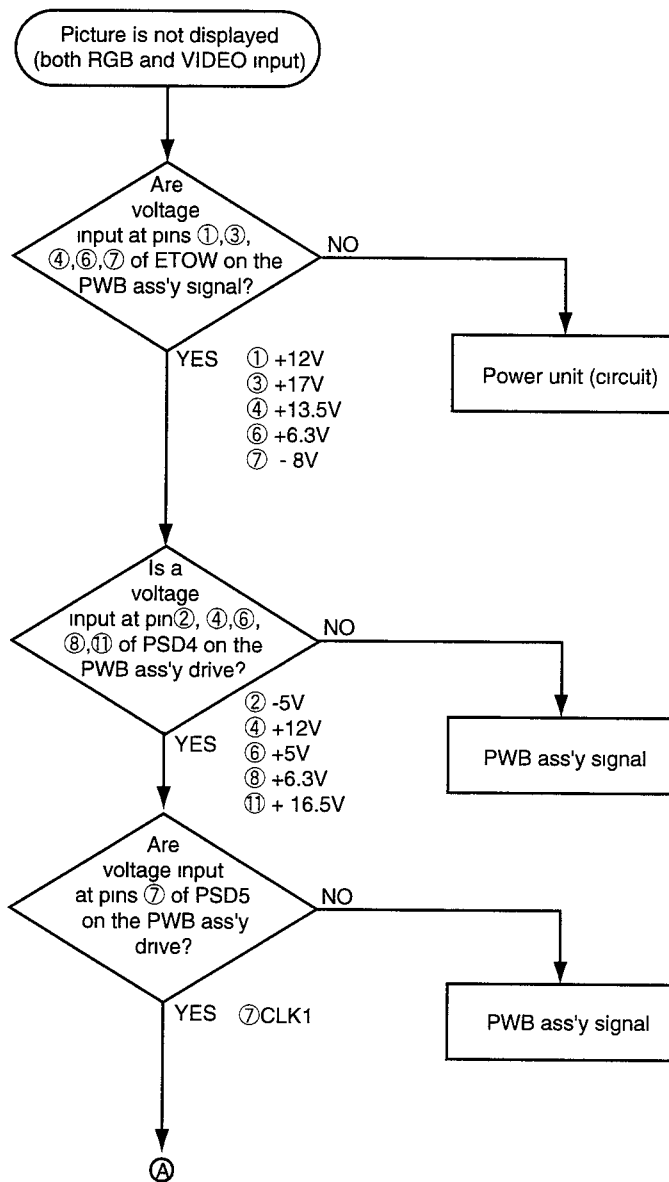 Picture is not displayed
(both RGB and VIDEO input)
Are
voltage
input at pins ①,③,
④,⑥,⑦ of ETOW on the
PWB ass'y signal?
NO
Power unit (circuit)
YES
① +12V
③ +17V
④ +13.5V
⑥ +6.3V
⑦ - 8V
Is a
voltage
input at pin②, ④,⑥,
⑧,⑪ of PSD4 on the
PWB ass'y drive?
NO
PWB ass'y signal
YES
② -5V
④ +12V
⑥ +5V
⑧ +6.3V
⑪ + 16.5V
Are
voltage input
at pins ⑦ of PSD5
on the PWB ass'y
drive?
NO
PWB ass'y signal
YES
⑦CLK1
Ⓐ